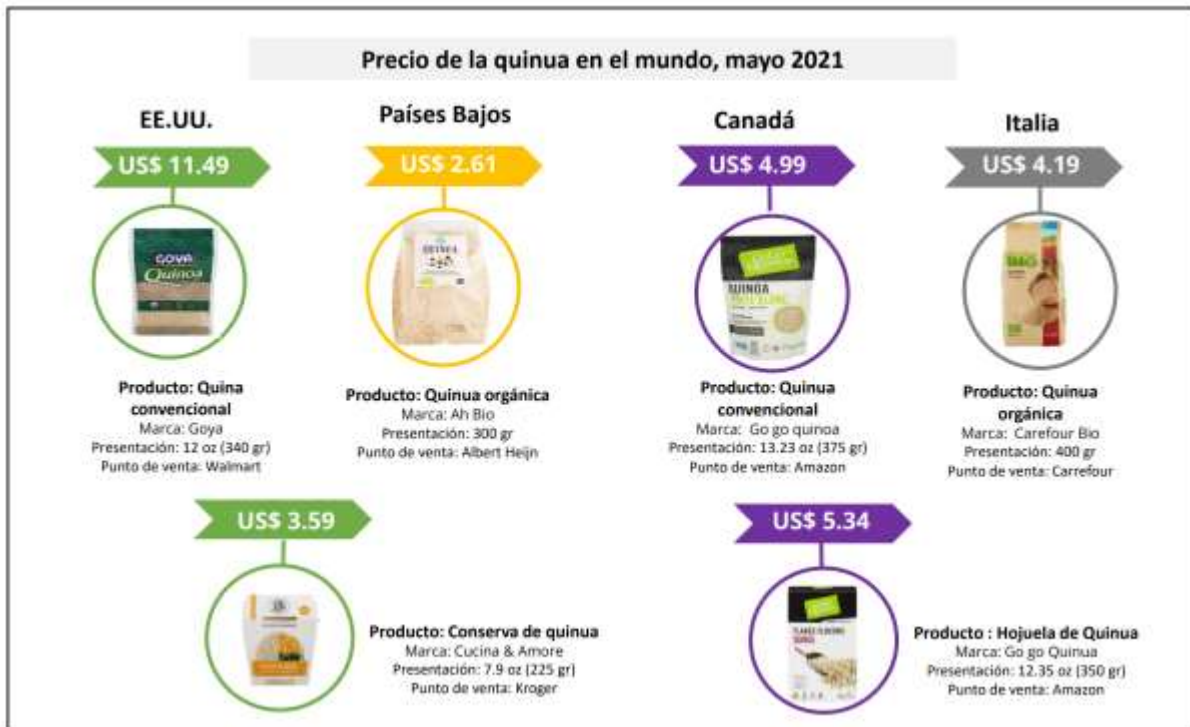 Precio de la quinua en el mundo, mayo 2021
EE.UU.
US$ 11.49
GOYA
Quinoa
Producto: Quina
convencional
Marca: Goya
Presentación: 12 oz (340 gr)
Punto de venta: Walmart
Países Bajos
US$ 2.61
QUINUA
Producto: Quinua orgánica
Marca: Ah Bio
Presentación: 300 gr
Punto de venta: Albert Heijn
Canadá
US$ 4.99
QUINOA
Producto: Quinua
convencional
Marca: Go go quinoa
Presentación: 13.23 oz (375 gr)
Punto de venta: Amazon
Italia
US$ 4.19
Producto: Quinua
orgánica
Marca: Carefour Bio
Presentación: 400 gr
Punto de venta: Carrefour
US$ 3.59
Producto: Conserva de quinua
Marca: Cucina & Amore
Presentación: 7.9 oz (225 gr)
Punto de venta: Kroger
US$ 5.34
Producto : Hojuela de Quinua
Marca: Go go Quinua
Presentación: 12.35 oz (350 gr)
Punto de venta: Amazon